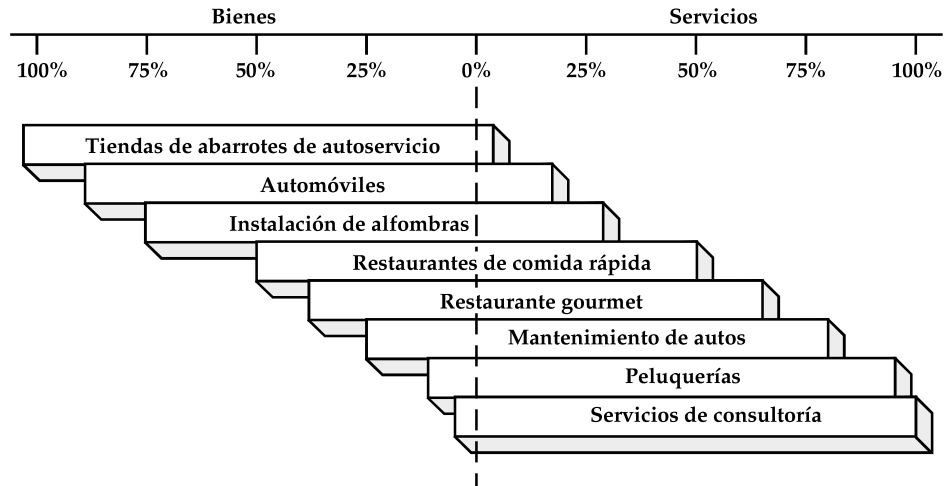 Bienes Servicios
100% 75% 50% 25% 0% 25% 50% 75% 100%
Tiendas de abarrotes de autoservicio
Automóviles
Instalación de alfombras
Restaurantes de comida rápida
Restaurante gourmet
Mantenimiento de autos
Peluquerías
Servicios de consultoría